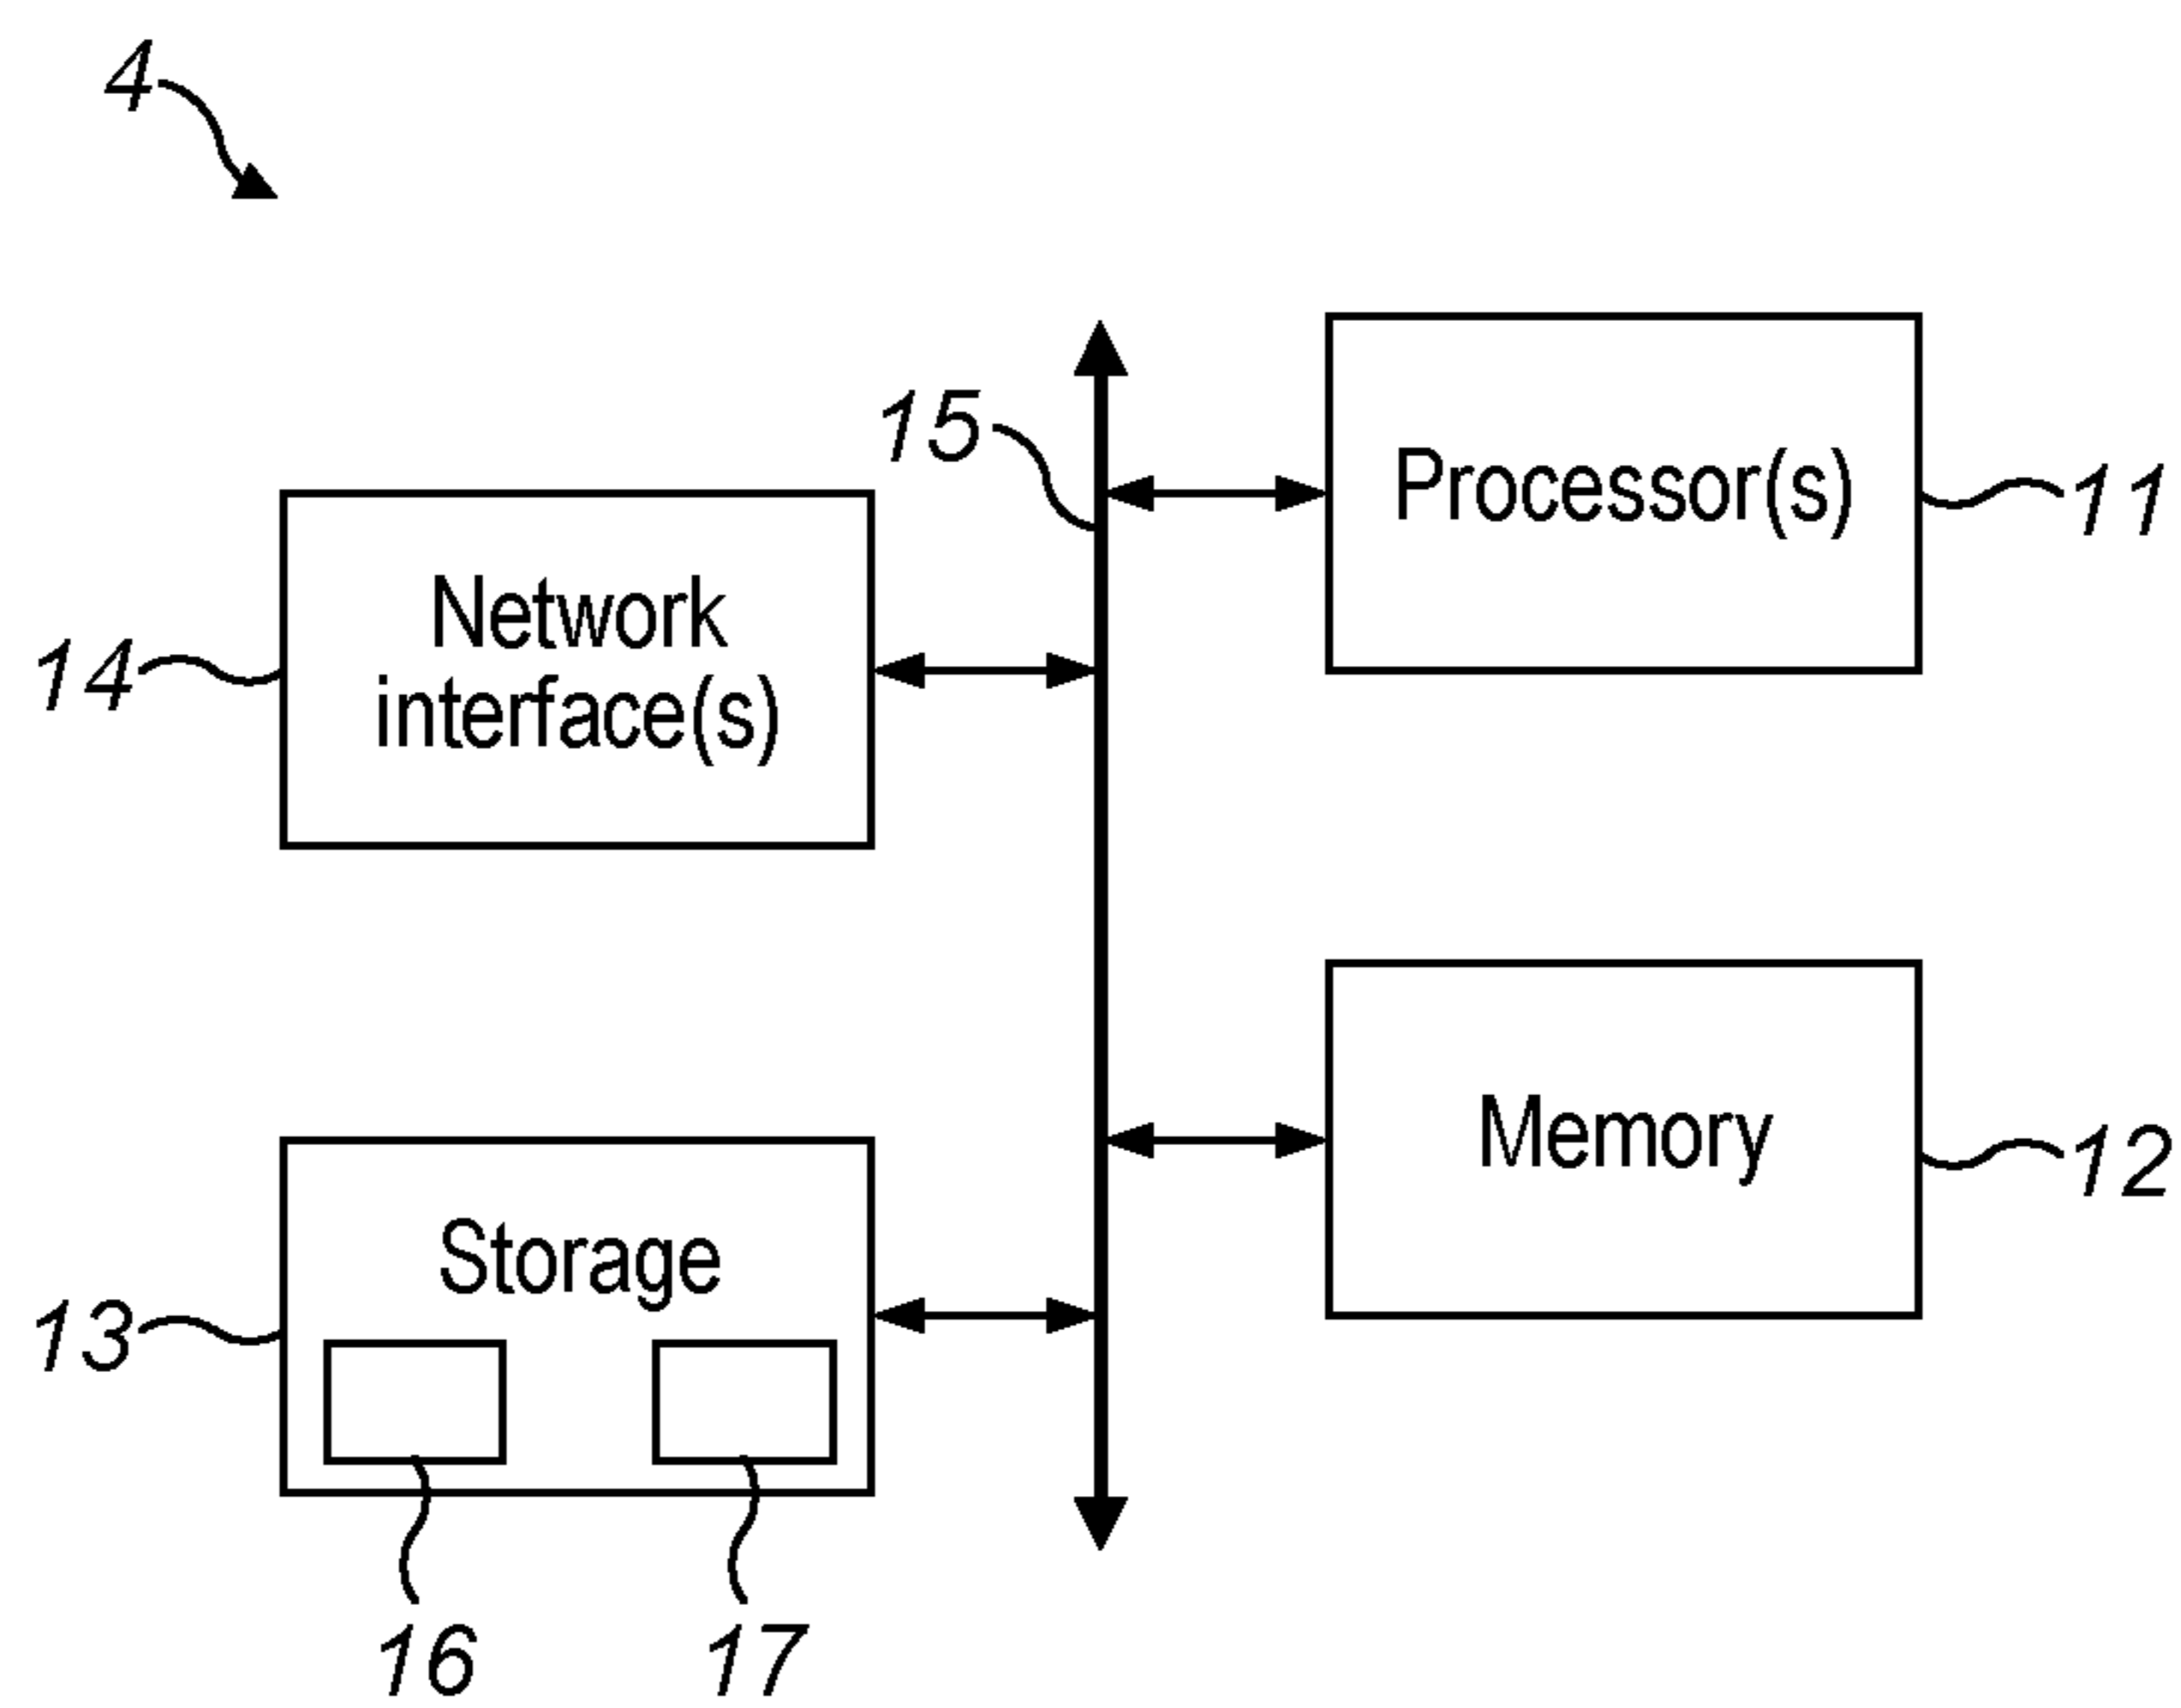 4
15
Processor(s)
11
Network
interface(s)
14
Memory
12
Storage
13
16
17